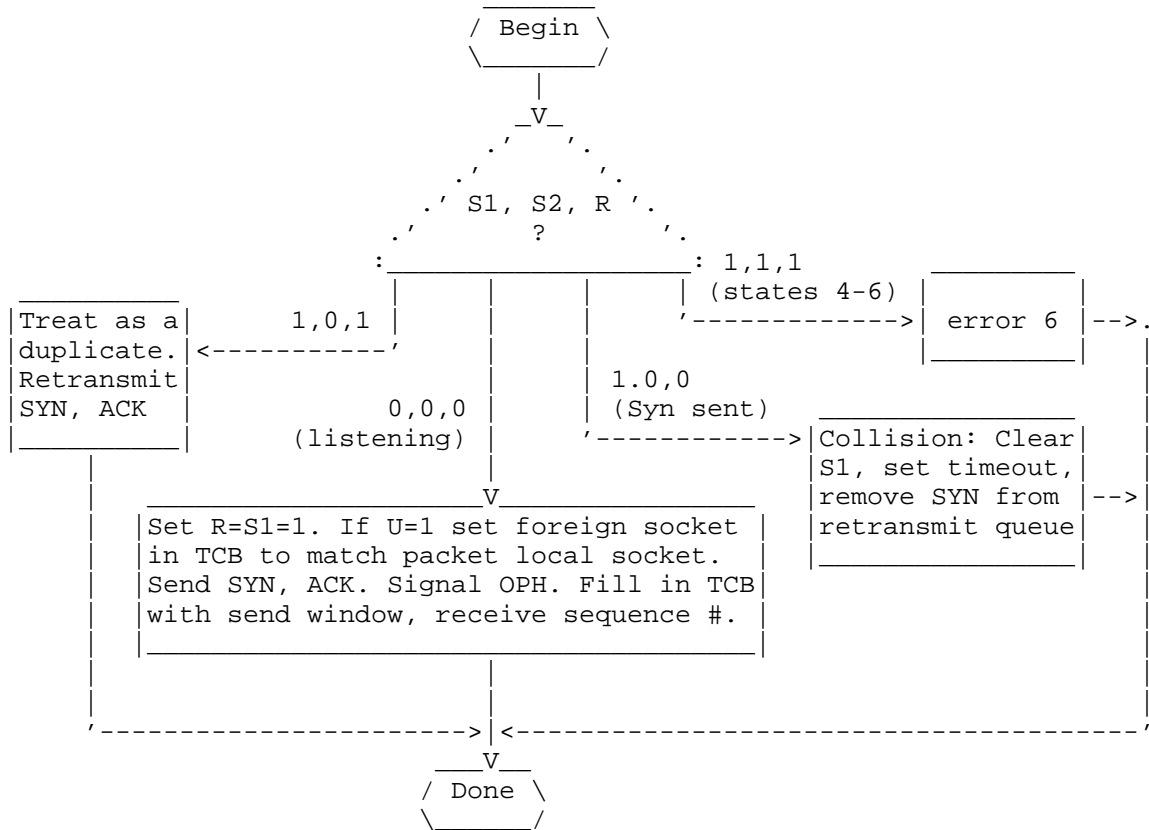 Begin
S1, S2, R
?
1,1,1
(states 4-6)
error 6
1,0,1
Treat as a
duplicate.
Retransmit
SYN, ACK
0,0,0
(listening)
1.0,0
(Syn sent)
Collision: Clear
S1, set timeout,
remove SYN from
retransmit queue
Set R=S1=1. If U=1 set foreign socket
in TCB to match packet local socket.
Send SYN, ACK. Signal OPH. Fill in TCB
with send window, receive sequence #.
Done